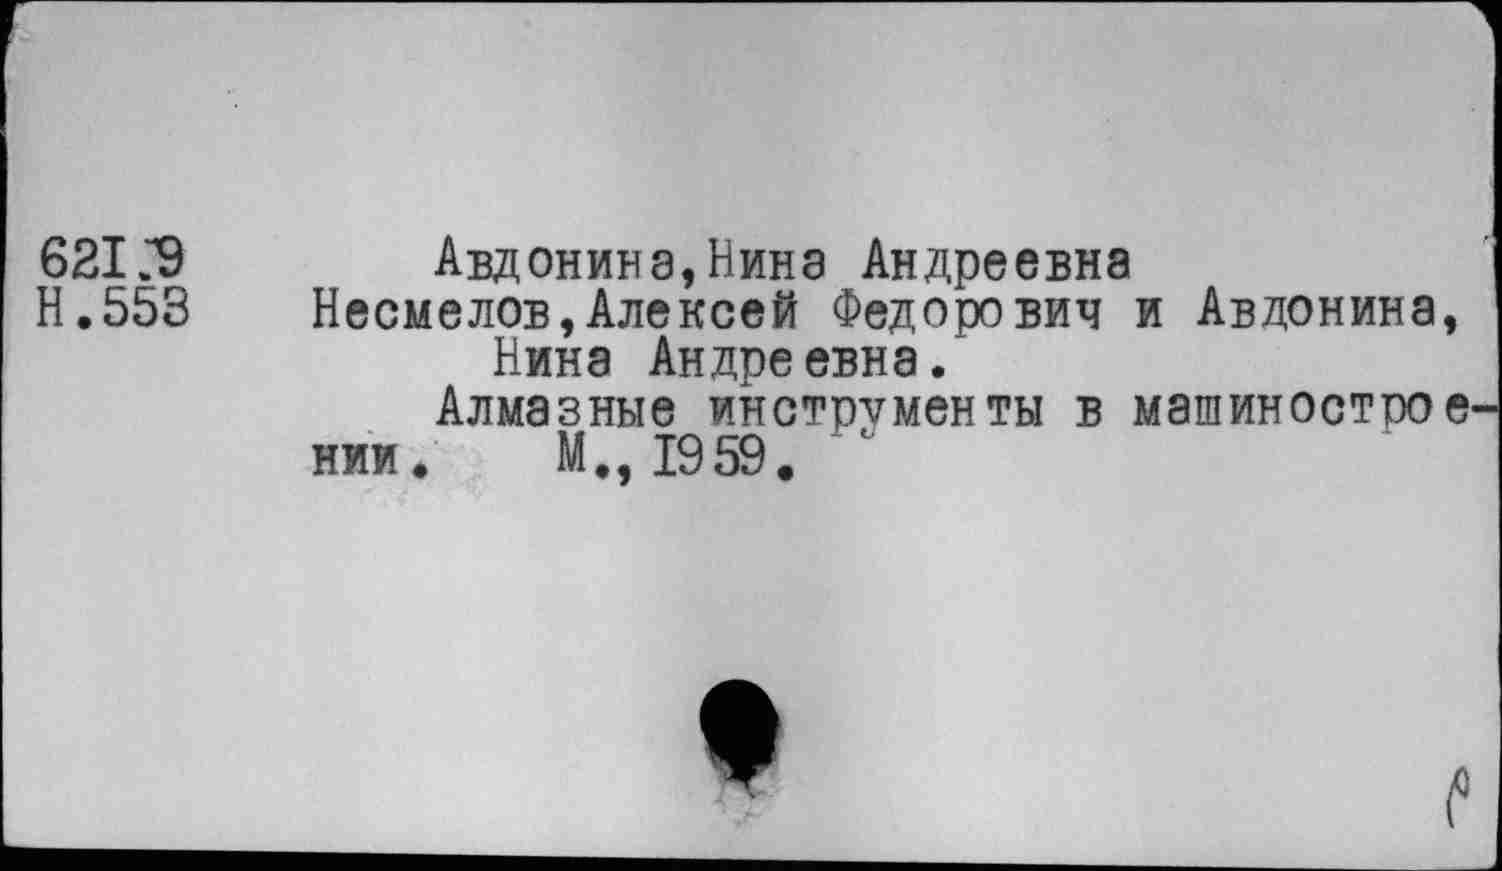 621.9 Авдонина,Нина Андреевна
Н.553 Несмелов,Алексей Федорович и Авдонина,
Нина Андреевна.
Алмазные инструменты в машинострое-
нии. М.,1959.